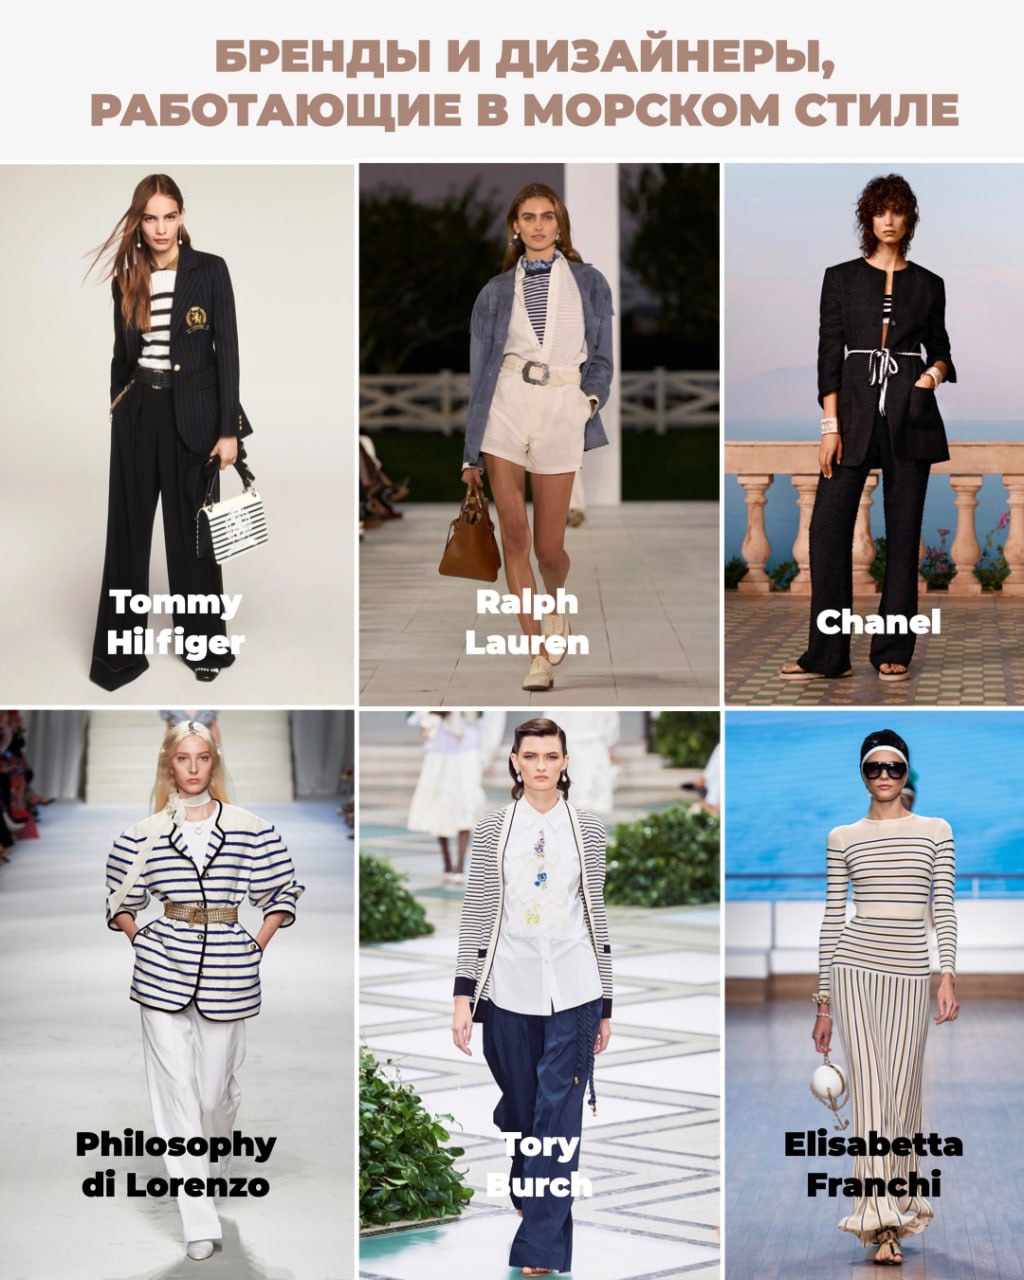 БРЕНДЫ И ДИЗАЙНЕРЫ,
РАБОТАЮЩИЕ В МОРСКОМ СТИЛЕ
Tommy
Hilfiger
Ralph
Lauren
Chanel
Philosophy
di Lorenzo
Tory
Burch
Elisabetta
Franchi